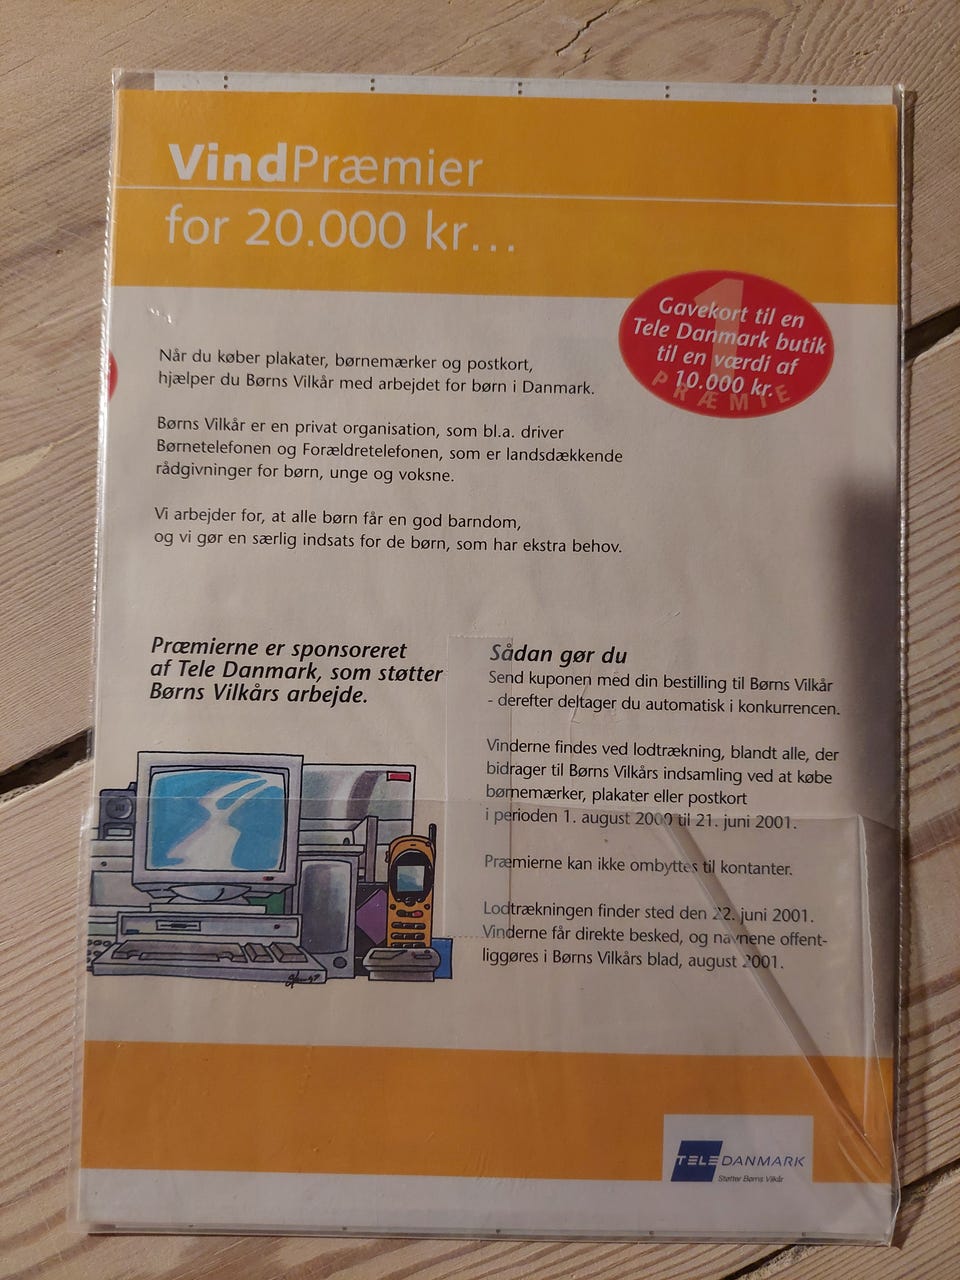 VindPræmier
for 20.000 kr...
Gavekort til en
Tele Danmark butik
til en værdi af
10.000 kr.
1
PRÆMIE
Når du køber plakater, børnemærker og postkort,
hjælper du Børns Vilkår med arbejdet for børn i Danmark.
Børns Vilkår er en privat organisation, som bl.a. driver
Børnetelefonen og Forældretelefonen, som er landsdækkende
rådgivninger for børn, unge og voksne.
Vi arbejder for, at alle børn får en god barndom,
og vi gør en særlig indsats for de børn, som har ekstra behov.
Præmierne er sponsoreret
af Tele Danmark, som støtter
Børns Vilkårs arbejde.
Sådan gør du
Send kuponen med din bestilling til Børns Vilkår
- derefter deltager du automatisk i konkurrencen.
Vinderne findes ved lodtrækning, blandt alle, der
bidrager til Børns Vilkårs indsamling ved at købe
børnemærker, plakater eller postkort
i perioden 1. august 2000 til 21. juni 2001.
Præmierne kan ikke ombyttes til kontanter.
Lodtrækningen finder sted den 22. juni 2001.
Vinderne får direkte besked, og navnene offent-
liggøres i Børns Vilkårs blad, august 2001.
TELE DANMARK
Støtter Børns Vilkår